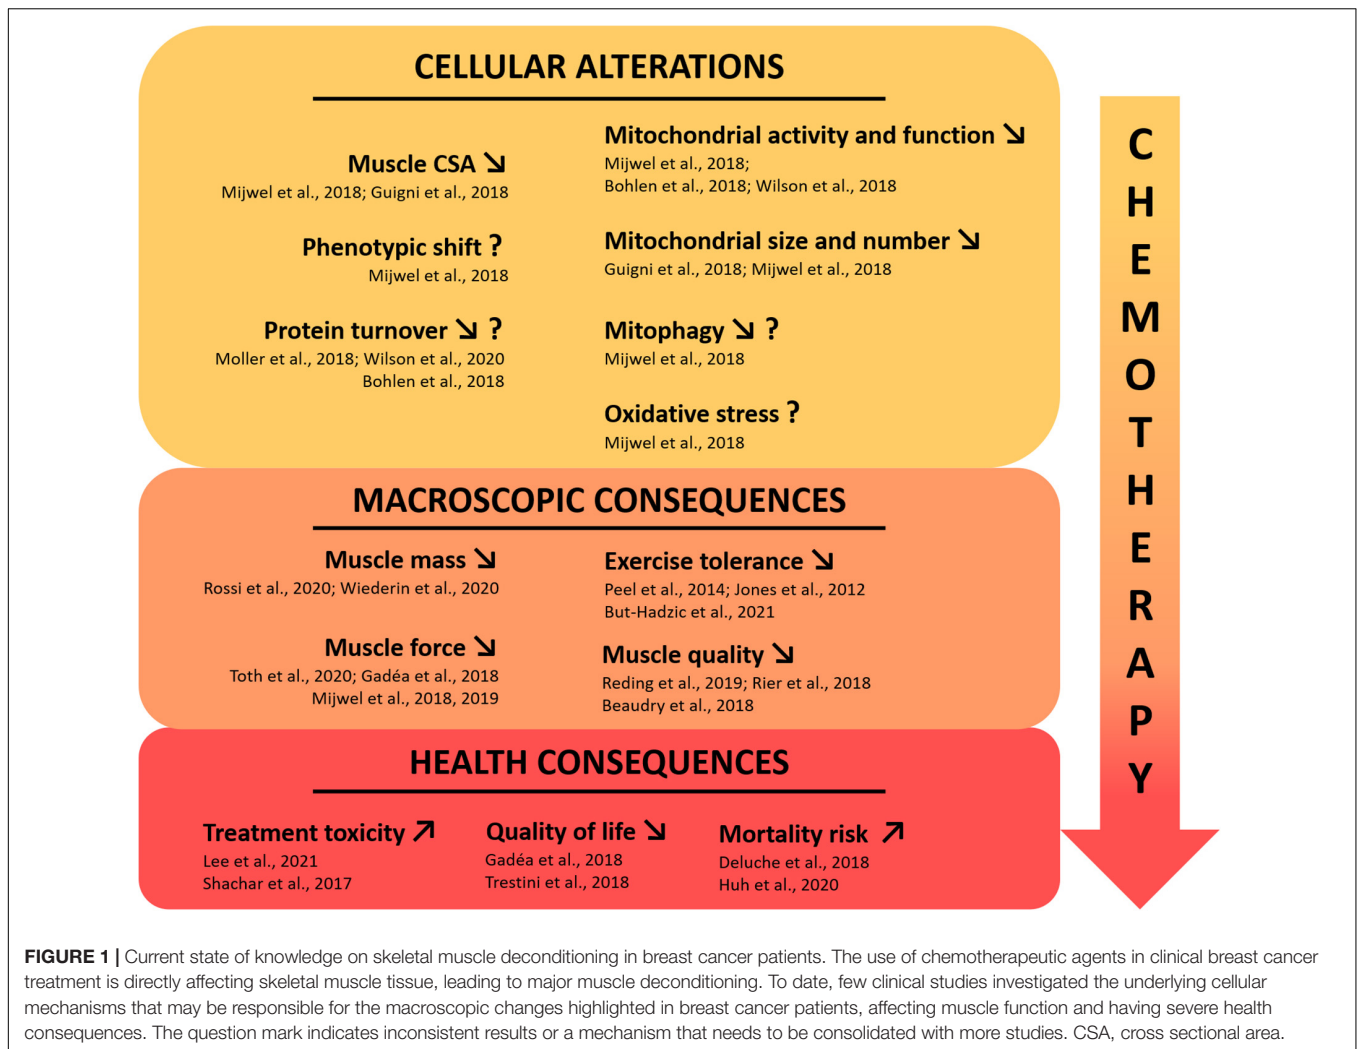 CELLULAR ALTERATIONS
Muscle CSA ↘
Mijwel et al., 2018; Guigni et al., 2018
Phenotypic shift ?
Mijwel et al., 2018
Protein turnover ↘ ?
Moller et al., 2018; Wilson et al., 2020
Bohlen et al., 2018
Mitochondrial activity and function ↘
Mijwel et al., 2018;
Bohlen et al., 2018; Wilson et al., 2018
Mitochondrial size and number ↘
Guigni et al., 2018; Mijwel et al., 2018
Mitophagy ↘ ?
Mijwel et al., 2018
Oxidative stress ?
Mijwel et al., 2018
MACROSCOPIC CONSEQUENCES
Muscle mass ↘
Rossi et al., 2020; Wiederin et al., 2020
Muscle force ↘
Toth et al., 2020; Gadéa et al., 2018
Mijwel et al., 2018, 2019
Exercise tolerance ↘
Peel et al., 2014; Jones et al., 2012
But-Hadzic et al., 2021
Muscle quality ↘
Reding et al., 2019; Rier et al., 2018
Beaudry et al., 2018
HEALTH CONSEQUENCES
Treatment toxicity ↗
Lee et al., 2021
Shachar et al., 2017
Quality of life ↘
Gadéa et al., 2018
Trestini et al., 2018
Mortality risk ↗
Deluche et al., 2018
Huh et al., 2020
CHEMOTHERAPY
FIGURE 1 | Current state of knowledge on skeletal muscle deconditioning in breast cancer patients. The use of chemotherapeutic agents in clinical breast cancer
treatment is directly affecting skeletal muscle tissue, leading to major muscle deconditioning. To date, few clinical studies investigated the underlying cellular
mechanisms that may be responsible for the macroscopic changes highlighted in breast cancer patients, affecting muscle function and having severe health
consequences. The question mark indicates inconsistent results or a mechanism that needs to be consolidated with more studies. CSA, cross sectional area.